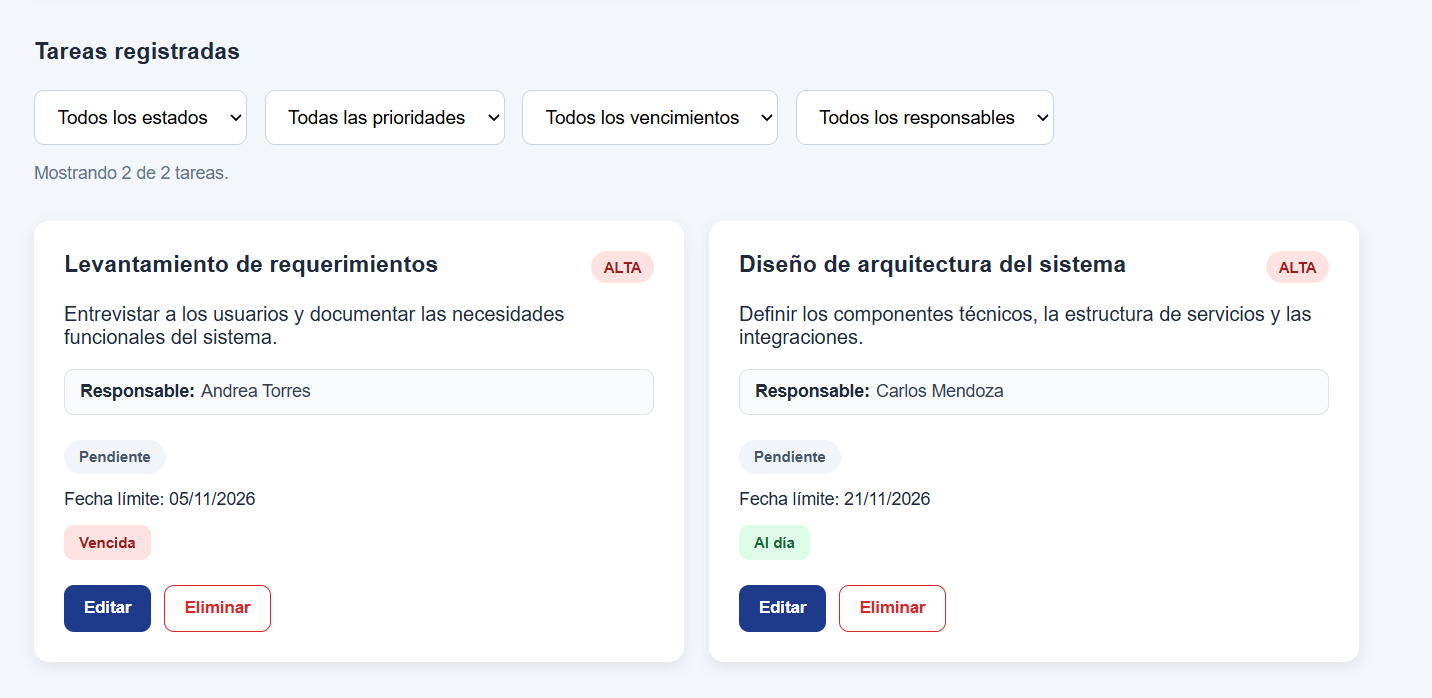 Tareas registradas
Todos los estados
Todas las prioridades
Todos los vencimientos
Todos los responsables
Mostrando 2 de 2 tareas.
Levantamiento de requerimientos
ALTA
Entrevistar a los usuarios y documentar las necesidades
funcionales del sistema.
Responsable: Andrea Torres
Pendiente
Fecha límite: 05/11/2026
Vencida
Editar
Eliminar
Diseño de arquitectura del sistema
ALTA
Definir los componentes técnicos, la estructura de servicios y las
integraciones.
Responsable: Carlos Mendoza
Pendiente
Fecha límite: 21/11/2026
Al día
Editar
Eliminar